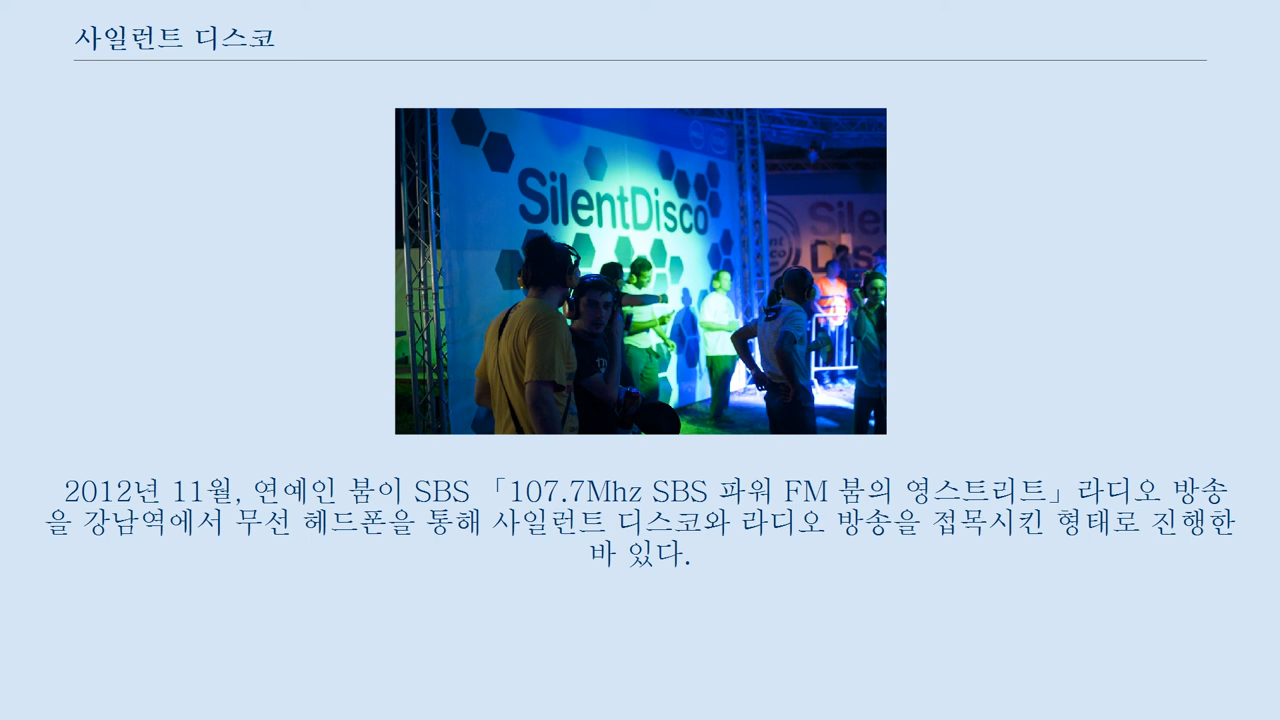 사일런트 디스코
SilentDisco
Silen
Disco
2012년 11월, 연예인 붐이 SBS 「107.7Mhz SBS 파워 FM 붐의 영스트리트」라디오 방송
을 강남역에서 무선 헤드폰을 통해 사일런트 디스코와 라디오 방송을 접목시킨 형태로 진행한
바 있다.